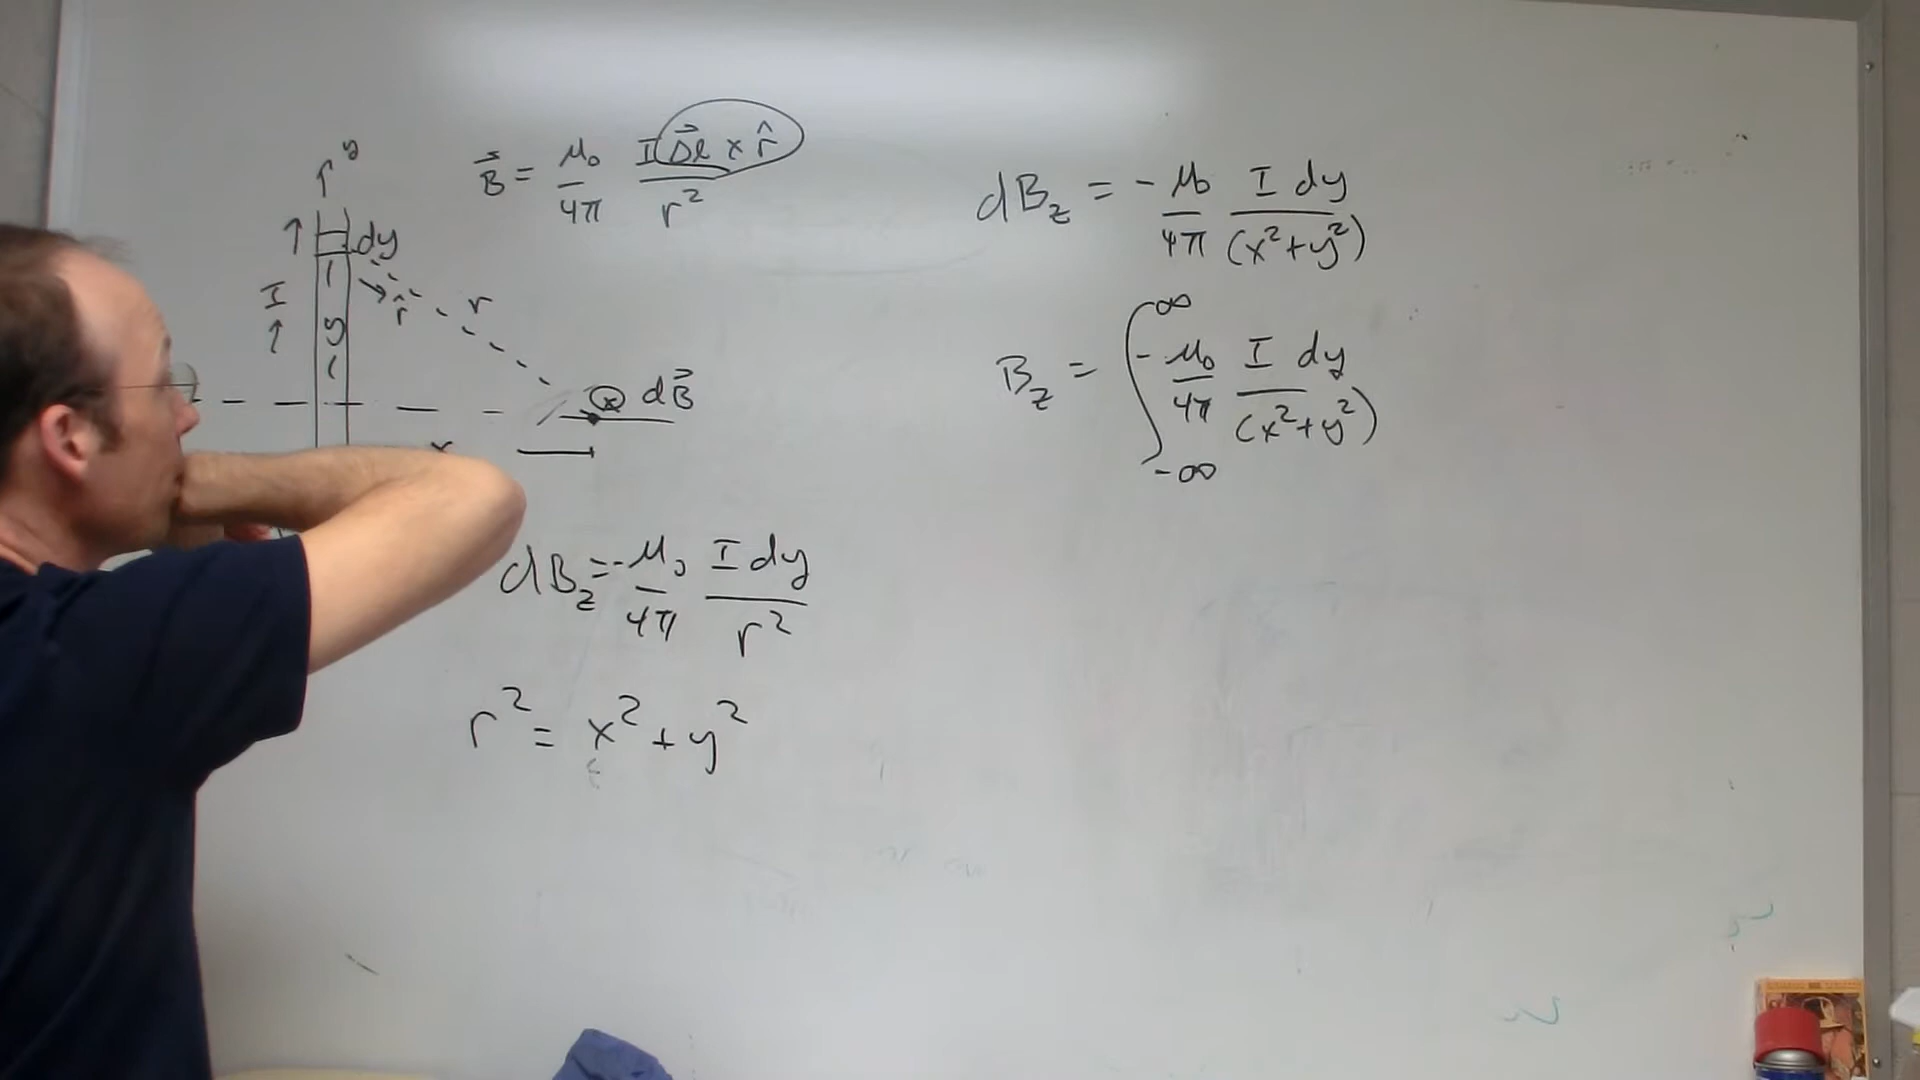 y
B⃗ = μ₀/4π I Δl⃗ × r̂ / r²
dy
I
r̂
r
y
dB⃗
x
dB_z = -μ₀/4π I dy / r²
r² = x² + y²
dB_z = -μ₀/4π I dy / (x²+y²)
B_z = ∫_{-∞}^{∞} -μ₀/4π I dy / (x²+y²)